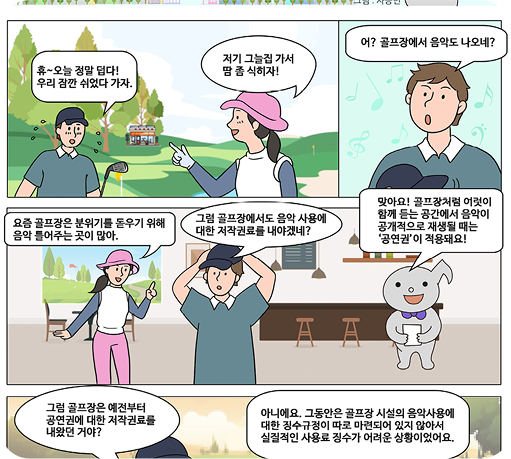 휴~오늘 정말 덥다!
우리 잠깐 쉬었다 가자.
저기 그늘집 가서
땀 좀 식히자!
어? 골프장에서 음악도 나오네?
요즘 골프장은 분위기를 돋우기 위해
음악 틀어주는 곳이 많아.
그럼 골프장에서도 음악 사용에
대한 저작권료를 내야겠네?
맞아요! 골프장처럼 여럿이
함께 듣는 공간에서 음악이
공개적으로 재생될 때는
‘공연권’이 적용돼요!
그럼 골프장은 예전부터
공연권에 대한 저작권료를
내왔던 거야?
아니에요. 그동안은 골프장 시설의 음악사용에
대한 징수규정이 따로 마련되어 있지 않아서
실질적인 사용료 징수가 어려운 상황이었어요.